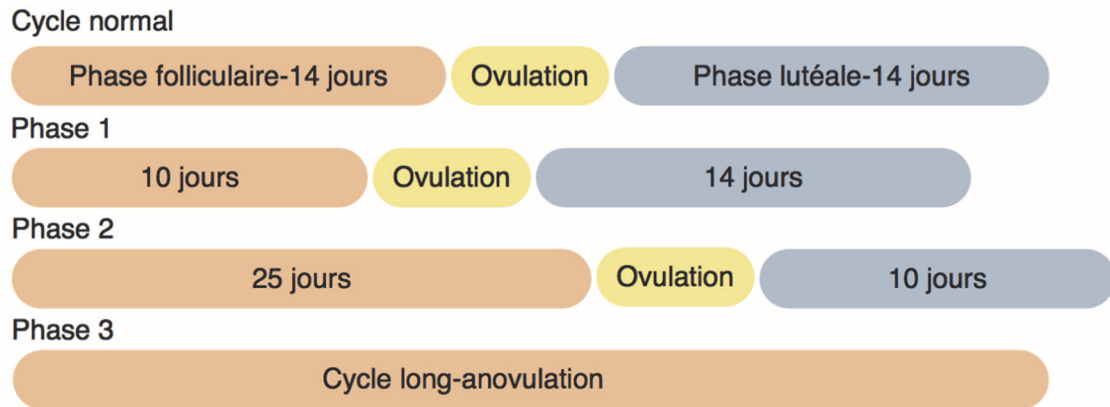 Cycle normal
Phase folliculaire-14 jours Ovulation Phase lutéale-14 jours
Phase 1
10 jours Ovulation 14 jours
Phase 2
25 jours Ovulation 10 jours
Phase 3
Cycle long-anovulation